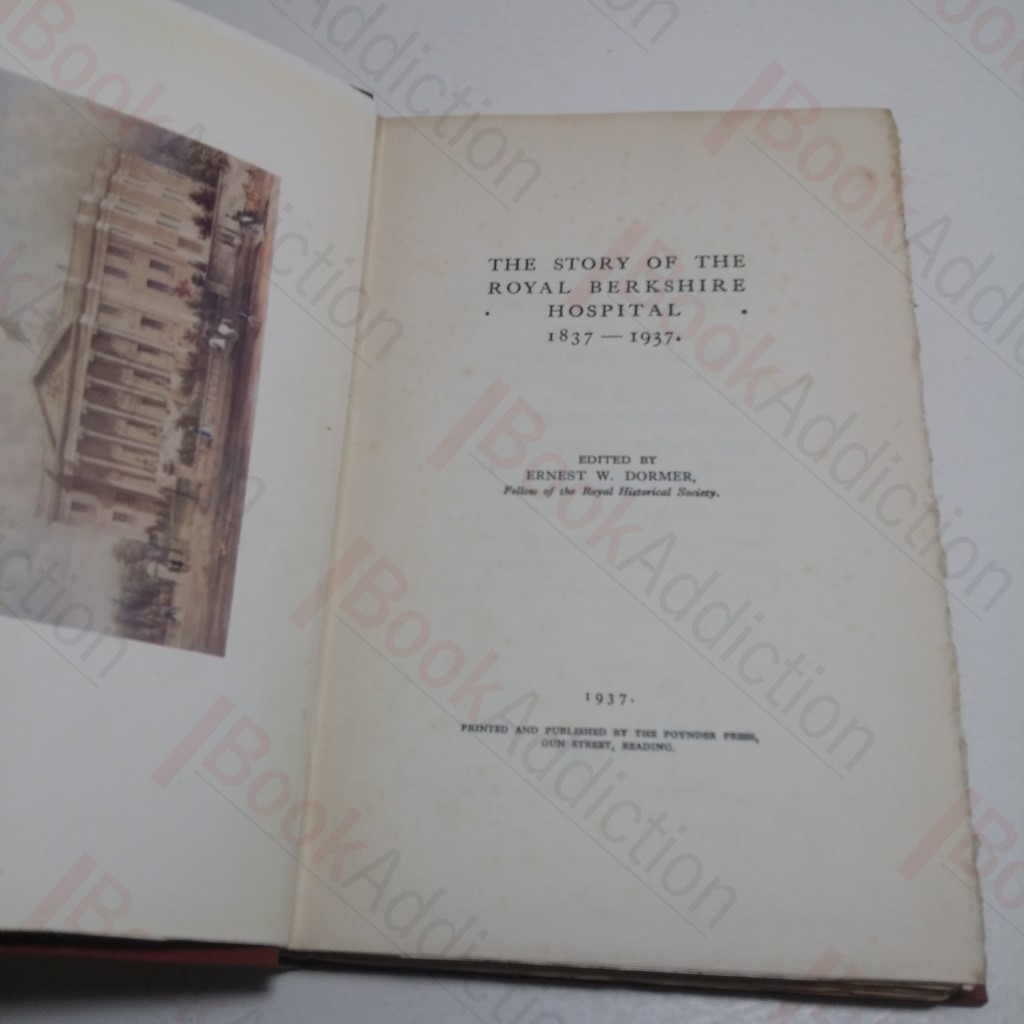 THE STORY OF THE
ROYAL BERKSHIRE
HOSPITAL
1837 — 1937.
EDITED BY
ERNEST W. DORMER,
Fellow of the Royal Historical Society.
1937.
PRINTED AND PUBLISHED BY THE POYNDER PRESS,
GUN STREET, READING.
BookAddiction